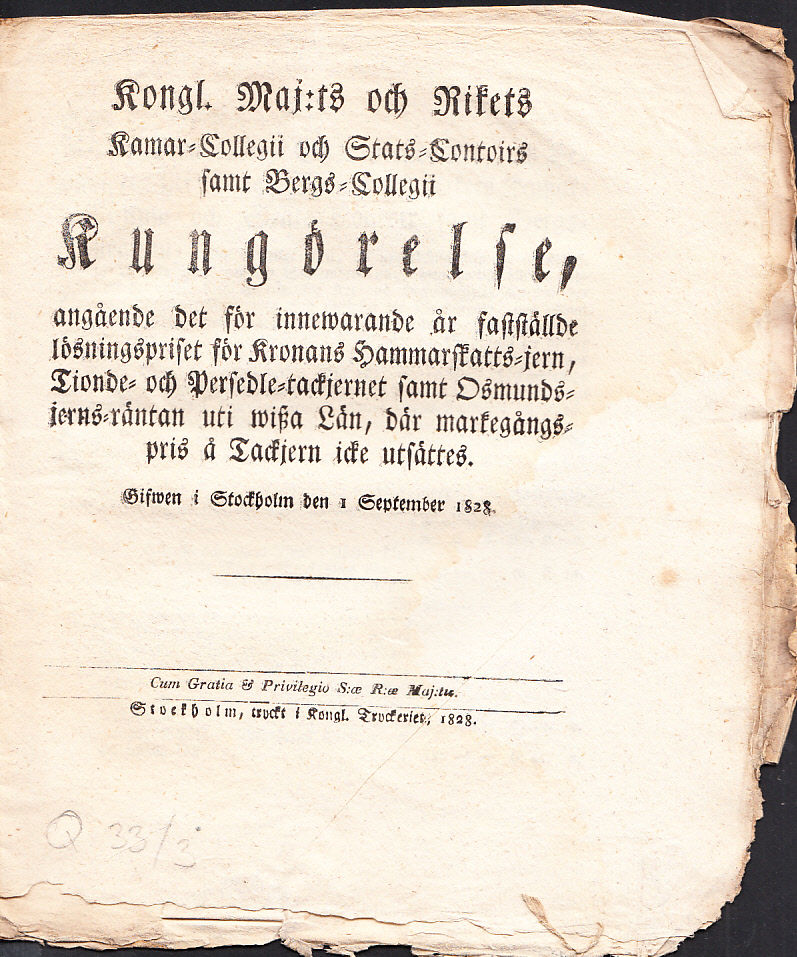 Kongl. Maj:ts och Rikets
Kamar-Collegii och Stats-Contoirs
samt Bergs-Collegii
Kungörelse,
angående det för innewarande år fastställde
lösningspriset för Kronans Hammarskatts-jern,
Tionde- och Persedle-tackjernet samt Osmunds-
jerns-räntan uti wißa Län, där markegångs-
pris å Tackjern icke utsättes.
Gifwen i Stockholm den 1 September 1828.
Cum Gratia & Privilegio S:æ R:æ Maj:tis.
Stockholm, tryckt i Kongl. Tryckeriet, 1828.
Q 33/3